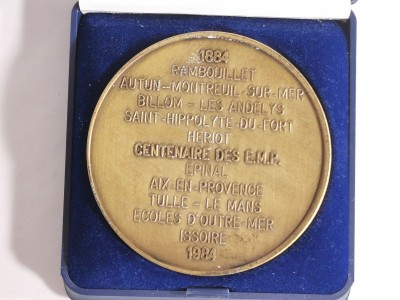 1884
RAMBOUILLET
AUTUN-MONTREUIL-SUR-MER
BILLOM - LES ANDELYS
SAINT-HIPPOLYTE-DU-FORT
HERIOT
CENTENAIRE DES E.M.P.
EPINAL
AIX-EN-PROVENCE
TULLE - LE MANS
ECOLES D'OUTRE-MER
ISSOIRE
1984